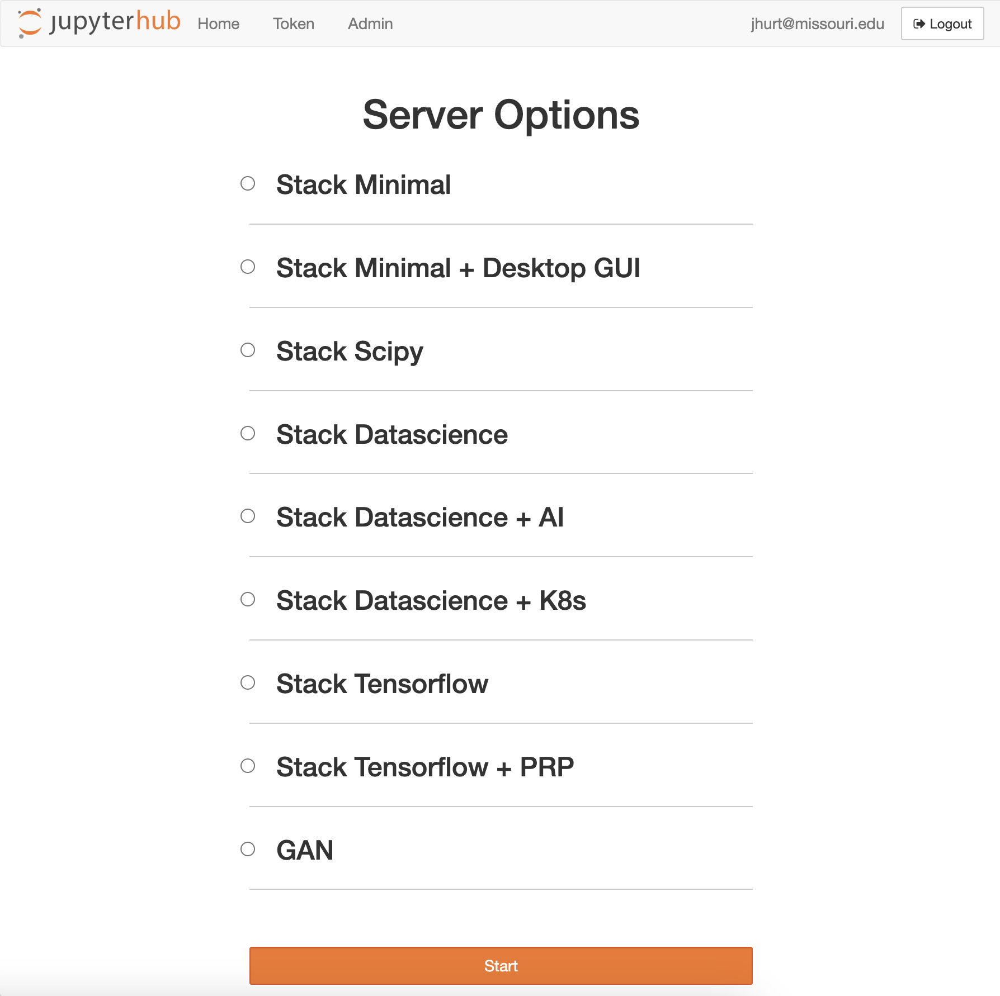 jupyterhub Home Token Admin jhurt@missouri.edu Logout
Server Options
Stack Minimal
Stack Minimal + Desktop GUI
Stack Scipy
Stack Datascience
Stack Datascience + AI
Stack Datascience + K8s
Stack Tensorflow
Stack Tensorflow + PRP
GAN
Start